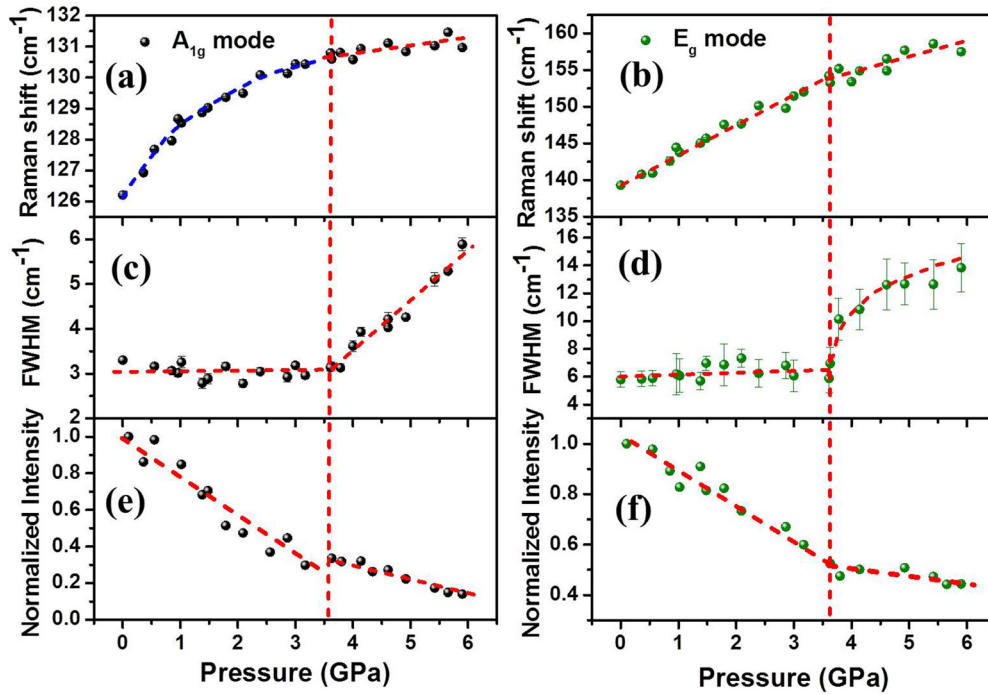 A1g mode
Eg mode
(a)
(b)
Raman shift (cm-1)
131
130
129
128
127
126
Raman shift (cm-1)
160
155
150
145
140
135
(c)
(d)
FWHM (cm-1)
6
5
4
3
2
FWHM (cm-1)
16
14
12
10
8
6
4
(e)
(f)
Normalized Intensity
1.0
0.8
0.6
0.4
0.2
0.0
Normalized Intensity
1.0
0.8
0.6
0.4
0 1 2 3 4 5 6
0 1 2 3 4 5 6
Pressure (GPa)
Pressure (GPa)